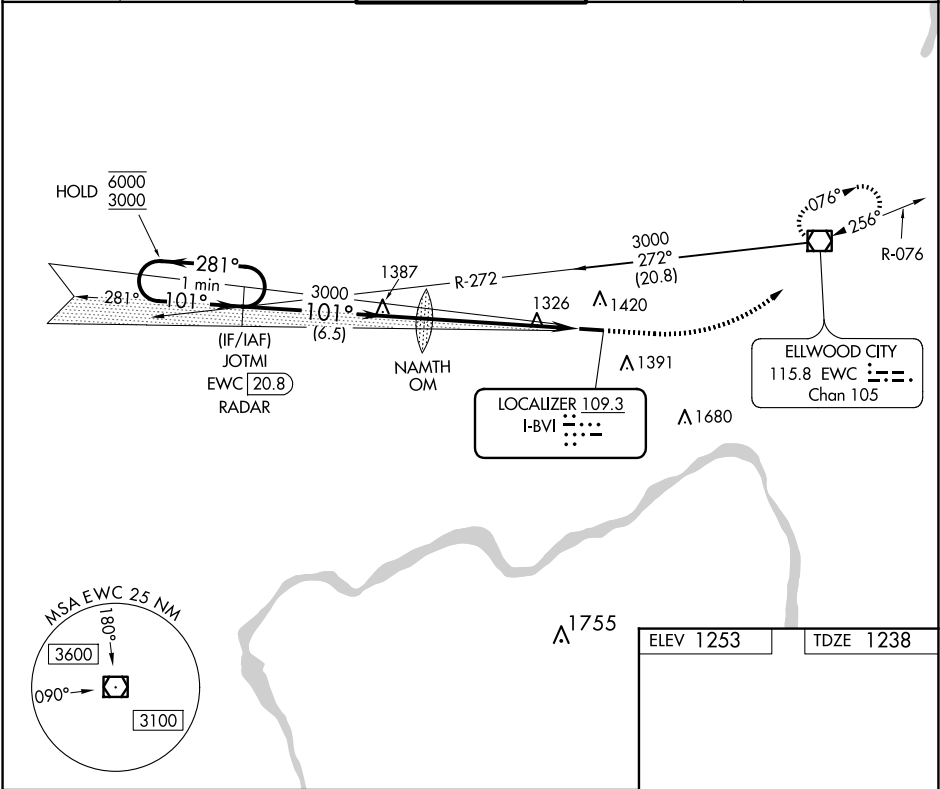 HOLD
6000
3000
281°
1 min
281°
101°
3000
101°
(6.5)
1387
R-272
3000
272°
(20.8)
076°
256°
R-076
1326
1420
1391
1680
(IF/IAF)
JOTMI
EWC 20.8
RADAR
NAMTH
OM
LOCALIZER 109.3
I-BVI
ELLWOOD CITY
115.8 EWC
Chan 105
MSA EWC 25 NM
180°
3600
090°
3100
1755
ELEV 1253
TDZE 1238